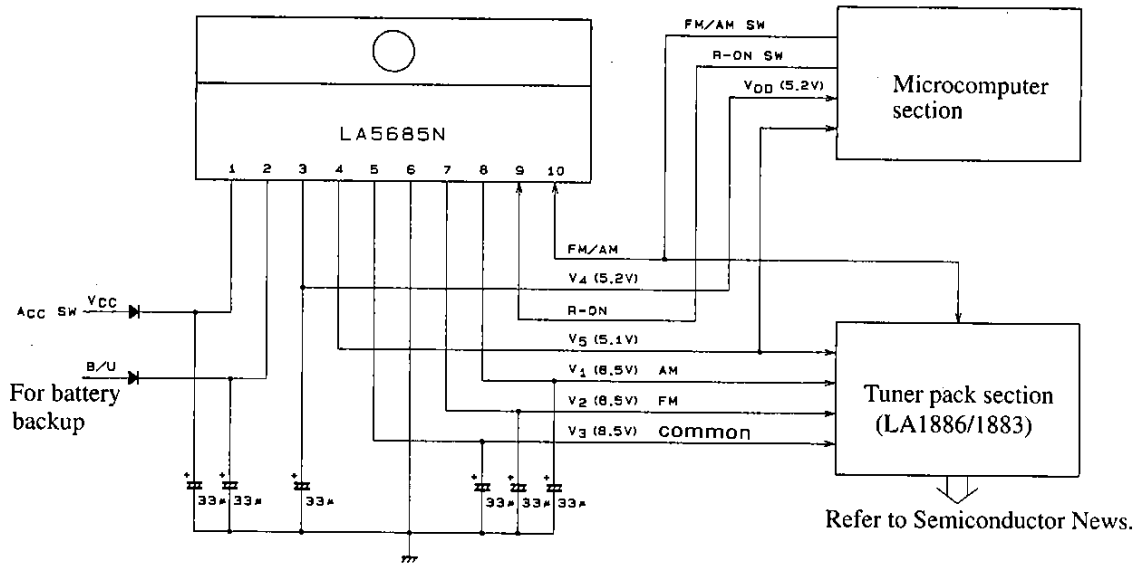 FM/AM SW
R-ON SW
VDD (5.2V)
Microcomputer
section
LA5685N
1 2 3 4 5 6 7 8 9 10
FM/AM
V4 (5.2V)
ACC SW VCC
R-ON
V5 (5.1V)
B/U
For battery
backup
V1 (8.5V) AM
V2 (8.5V) FM
V3 (8.5V) common
Tuner pack section
(LA1886/1883)
+ + + + + +
33μ 33μ 33μ 33μ 33μ 33μ
Refer to Semiconductor News.